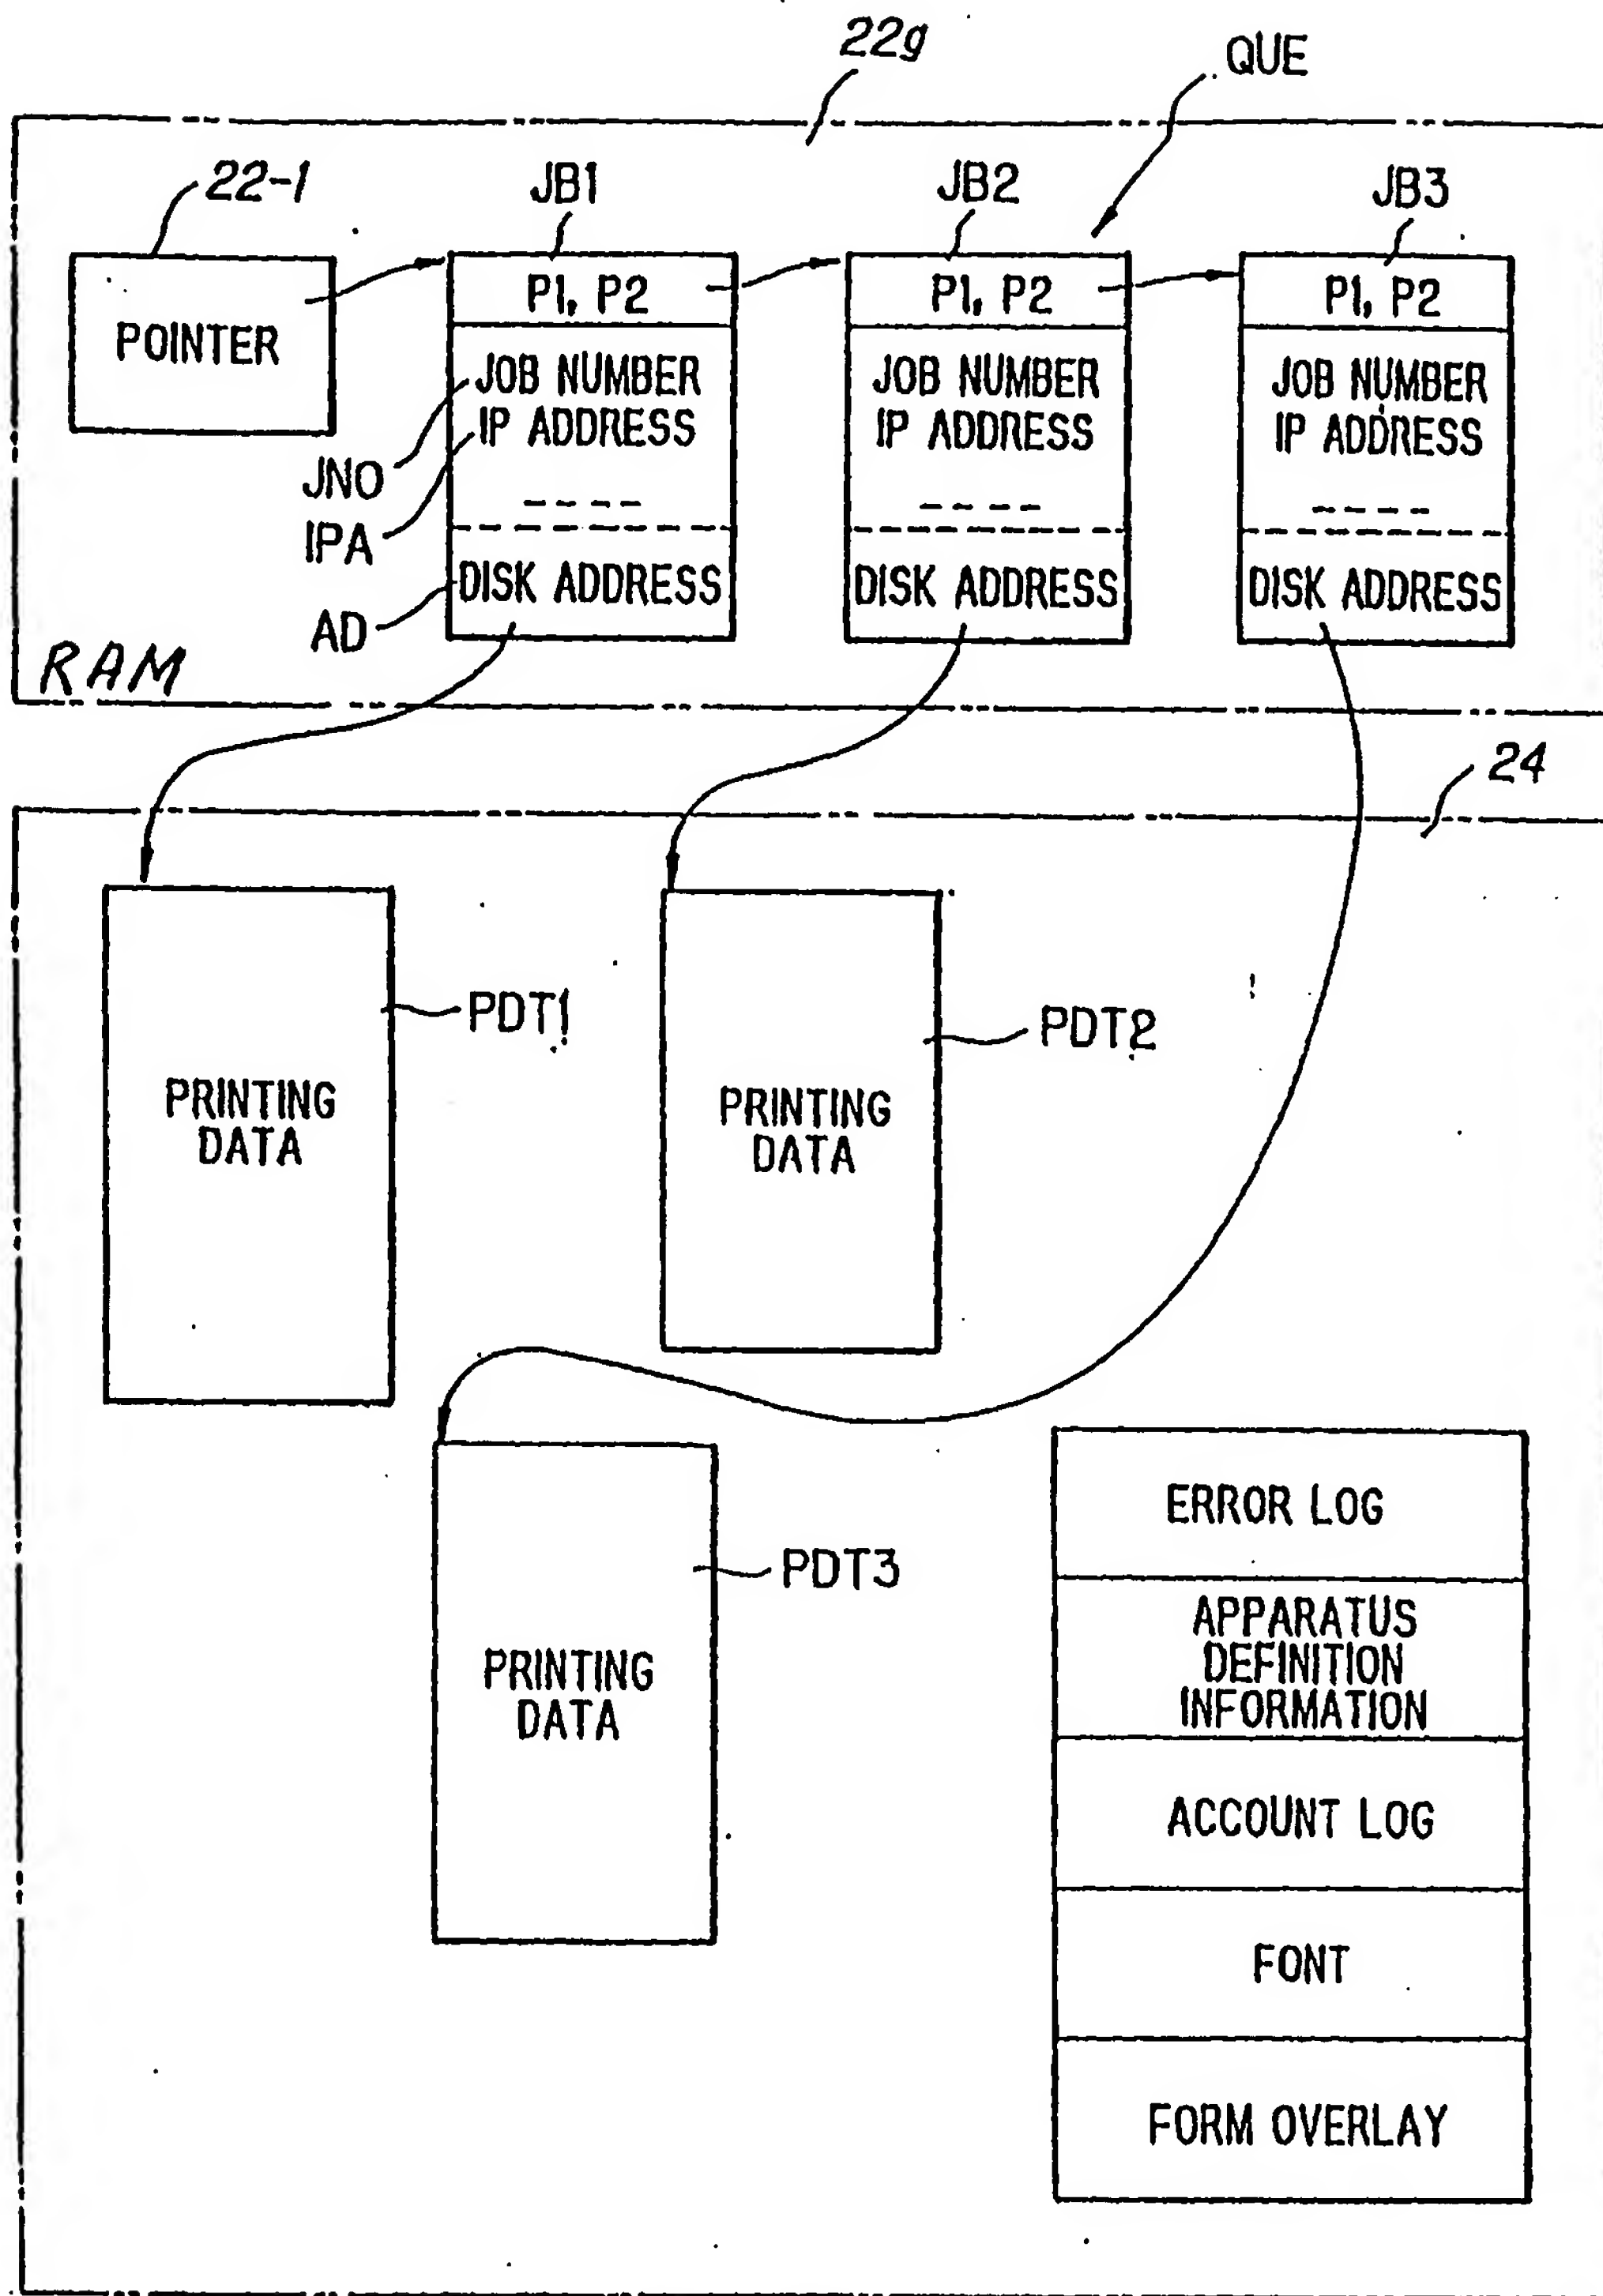 22g
QUE
22-1
JB1
JB2
JB3
POINTER
P1, P2
P1, P2
P1, P2
JOB NUMBER
IP ADDRESS
JOB NUMBER
IP ADDRESS
JOB NUMBER
IP ADDRESS
JNO
IPA
AD
DISK ADDRESS
DISK ADDRESS
DISK ADDRESS
RAM
24
PDT1
PDT2
PRINTING
DATA
PRINTING
DATA
PDT3
PRINTING
DATA
ERROR LOG
APPARATUS
DEFINITION
INFORMATION
ACCOUNT LOG
FONT
FORM OVERLAY